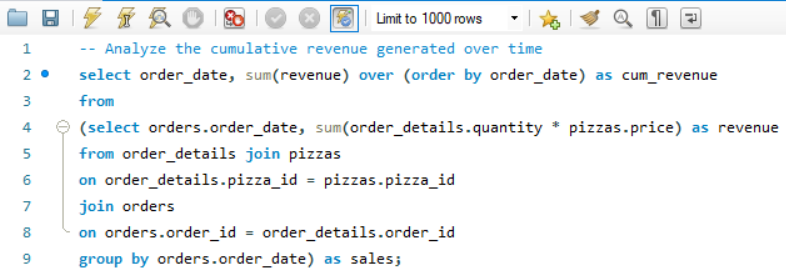 Limit to 1000 rows
1 -- Analyze the cumulative revenue generated over time
2 select order_date, sum(revenue) over (order by order_date) as cum_revenue
3 from
4 (select orders.order_date, sum(order_details.quantity * pizzas.price) as revenue
5 from order_details join pizzas
6 on order_details.pizza_id = pizzas.pizza_id
7 join orders
8 on orders.order_id = order_details.order_id
9 group by orders.order_date) as sales;